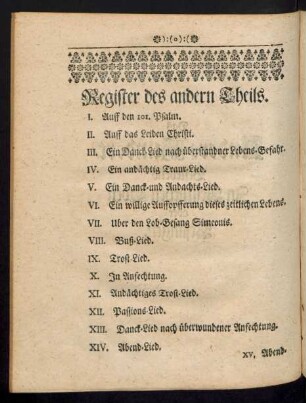 ):(o):(
Register des andern Theils.
I. Auff den 101. Psalm.
II. Auff das Leiden Christi.
III. Ein Danck-Lied nach überstandner Lebens-Gefahr.
IV. Ein andächtig Traur-Lied.
V. Ein Danck-und Andachts-Lied.
VI. Ein willige Auffopfferung dieses zeitlichen Lebens.
VII. Uber den Lob-Gesang Simeonis.
VIII. Buß-Lied.
IX. Trost-Lied.
X. In Anfechtung.
XI. Andächtiges Trost-Lied.
XII. Passions-Lied.
XIII. Danck-Lied nach überwundener Anfechtung.
XIV. Abend-Lied.
XV. Abend-